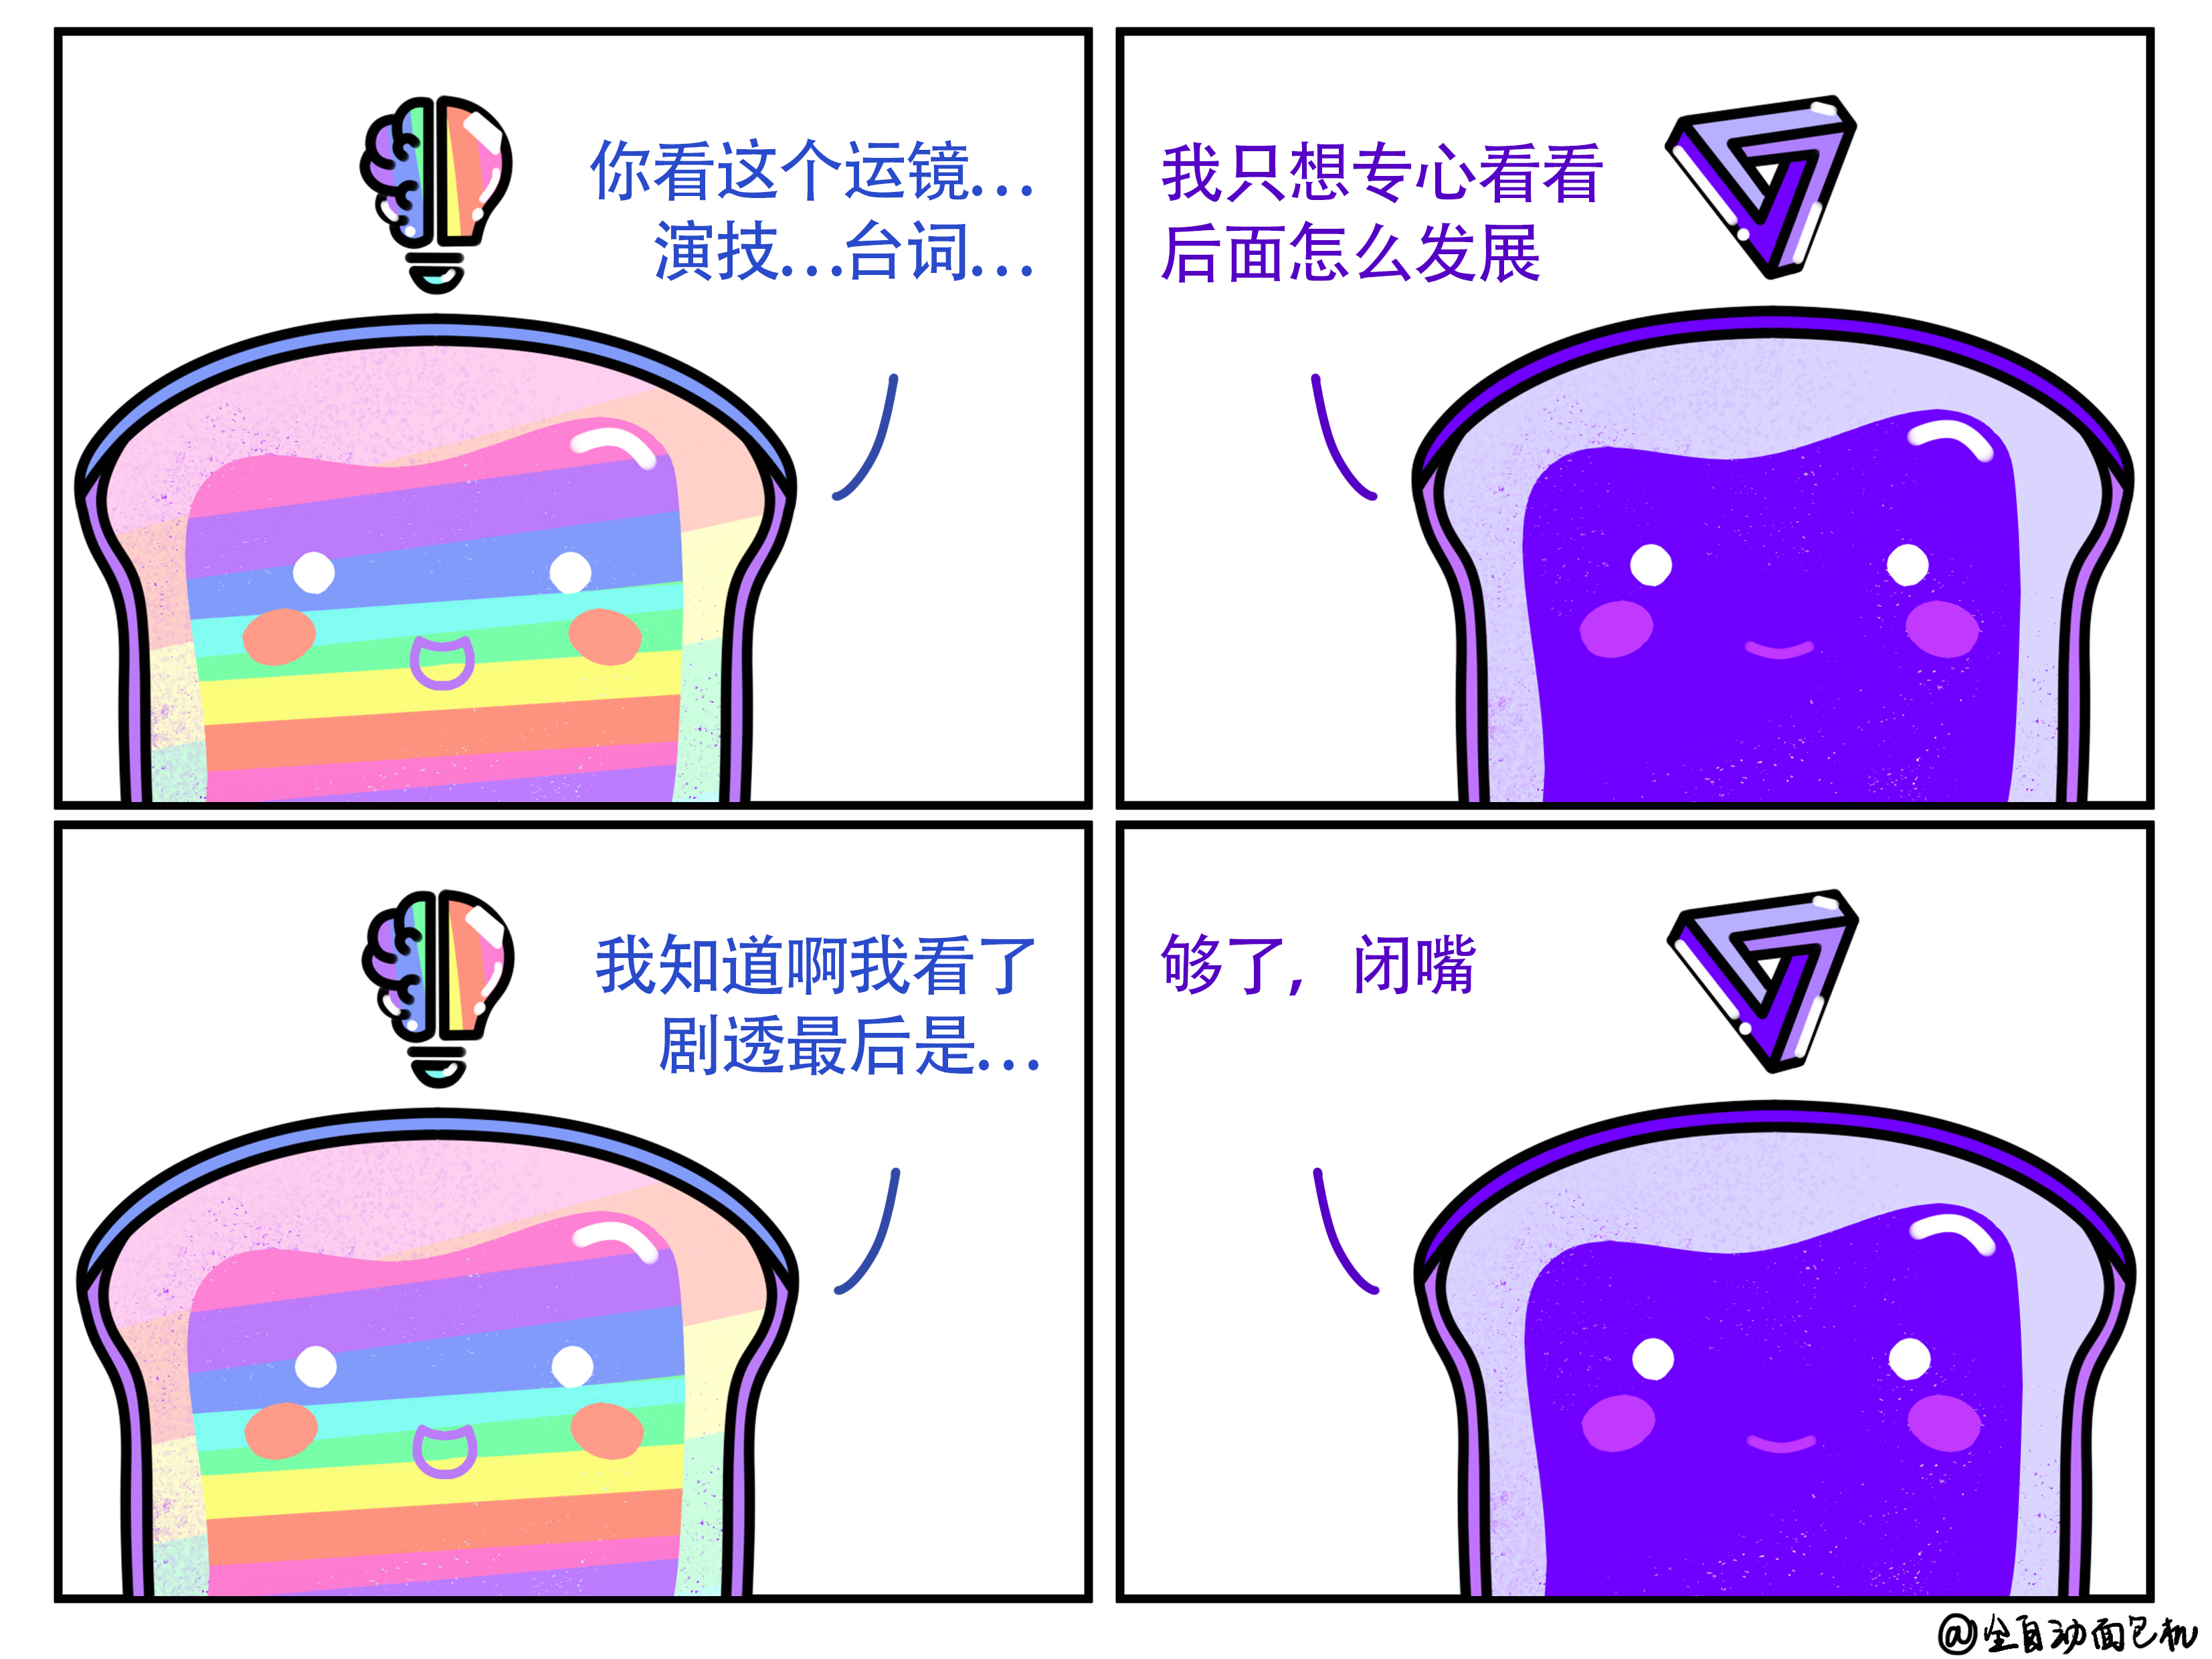 你看这个运镜...
演技...台词...
我只想专心看看
后面怎么发展
我知道啊我看了
剧透最后是...
够了，闭嘴
@全自动面包机